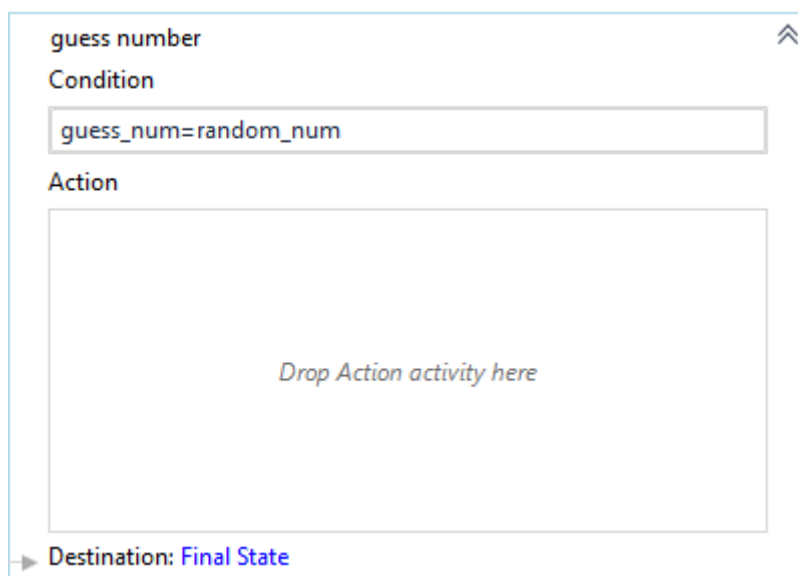 guess number
Condition
guess_num=random_num
Action
Drop Action activity here
Destination: Final State